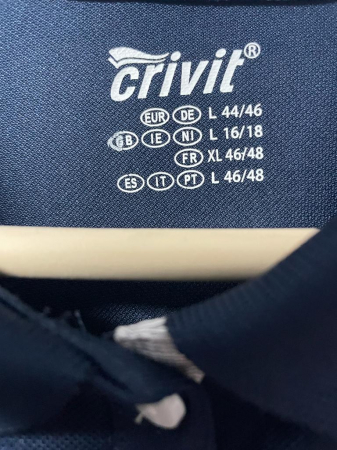 crivit®
EUR DE L 44/46
GB IE NI L 16/18
FR XL 46/48
ES IT PT L 46/48